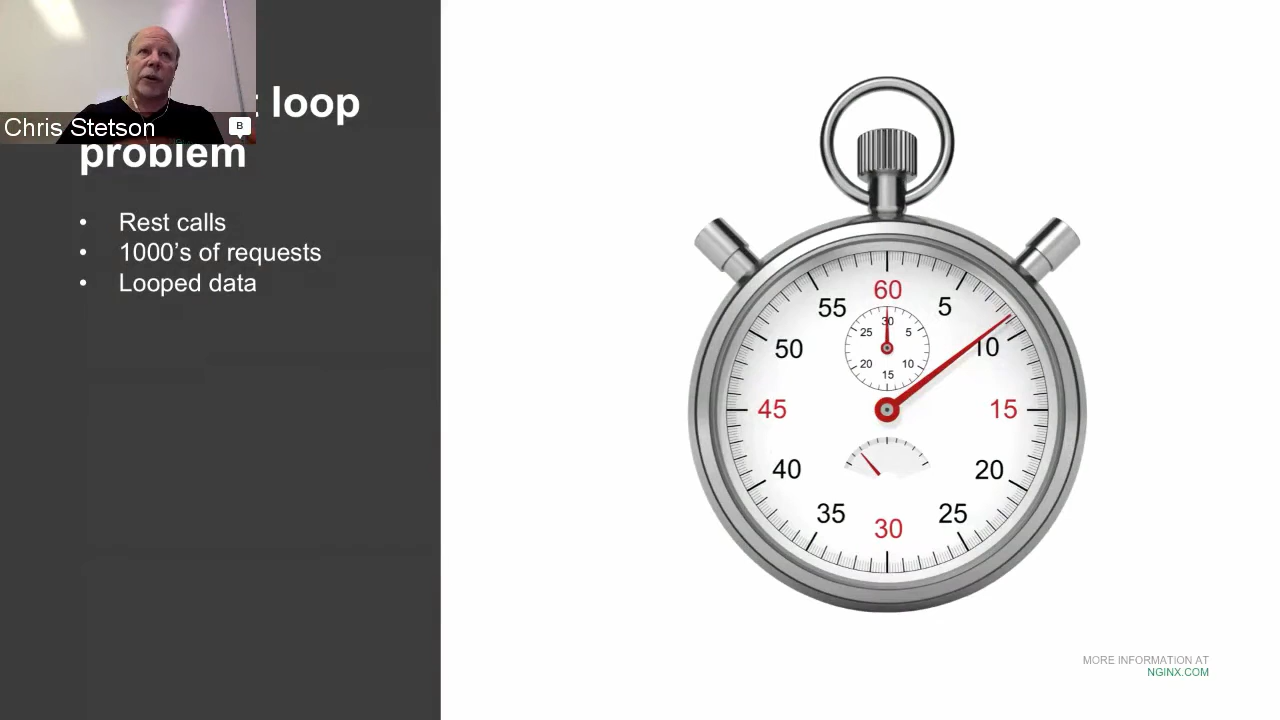 Chris Stetson
B
loop
problem
• Rest calls
• 1000’s of requests
• Looped data
60
5
10
15
20
25
30
35
40
45
50
55
30
5
10
15
20
25
MORE INFORMATION AT
NGINX.COM